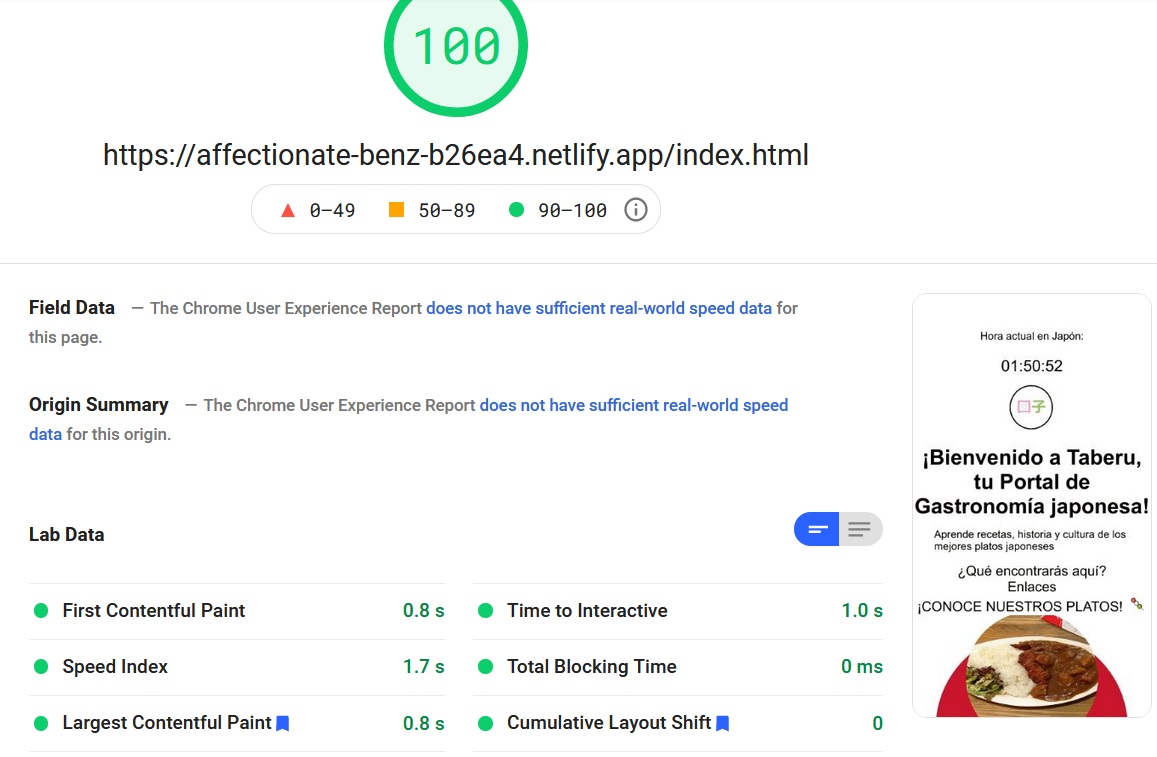 100
https://affectionate-benz-b26ea4.netlify.app/index.html
0–49 50–89 90–100
Field Data — The Chrome User Experience Report does not have sufficient real-world speed data for
this page.
Origin Summary — The Chrome User Experience Report does not have sufficient real-world speed
data for this origin.
Lab Data
First Contentful Paint 0.8 s
Time to Interactive 1.0 s
Speed Index 1.7 s
Total Blocking Time 0 ms
Largest Contentful Paint 0.8 s
Cumulative Layout Shift 0
Hora actual en Japón:
01:50:52
口子
¡Bienvenido a Taberu,
tu Portal de
Gastronomía japonesa!
Aprende recetas, historia y cultura de los
mejores platos japoneses
¿Qué encontrarás aquí?
Enlaces
¡CONOCE NUESTROS PLATOS!